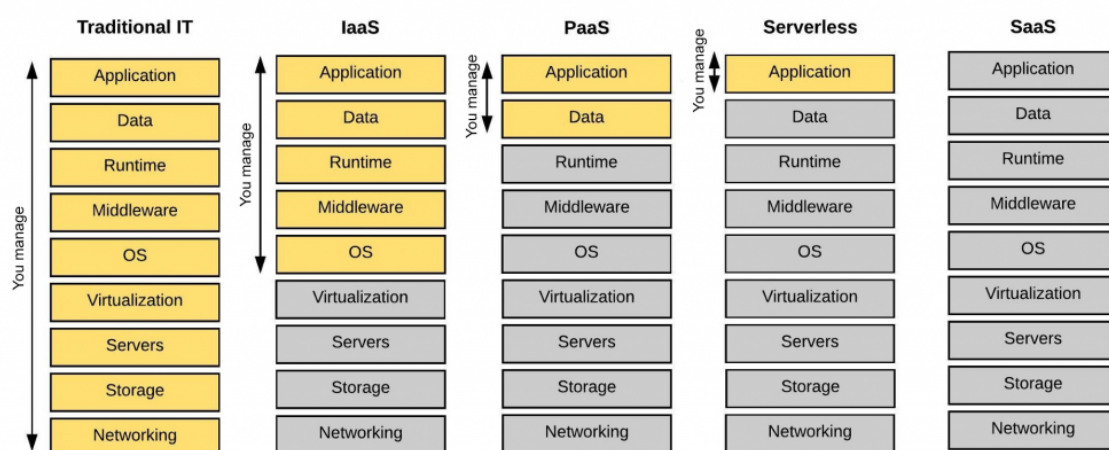 Traditional IT
You manage
Application
Data
Runtime
Middleware
OS
Virtualization
Servers
Storage
Networking
IaaS
You manage
Application
Data
Runtime
Middleware
OS
Virtualization
Servers
Storage
Networking
PaaS
You manage
Application
Data
Runtime
Middleware
OS
Virtualization
Servers
Storage
Networking
Serverless
You manage
Application
Data
Runtime
Middleware
OS
Virtualization
Servers
Storage
Networking
SaaS
Application
Data
Runtime
Middleware
OS
Virtualization
Servers
Storage
Networking